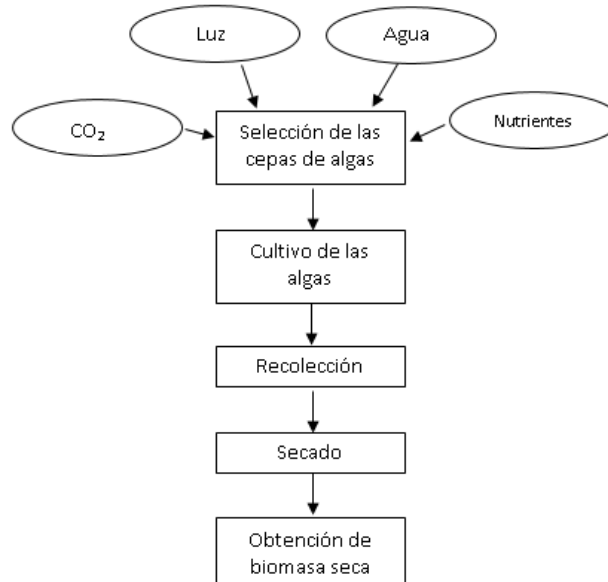 Luz
Agua
CO₂
Nutrientes
Selección de las
cepas de algas
Cultivo de las
algas
Recolección
Secado
Obtención de
biomasa seca